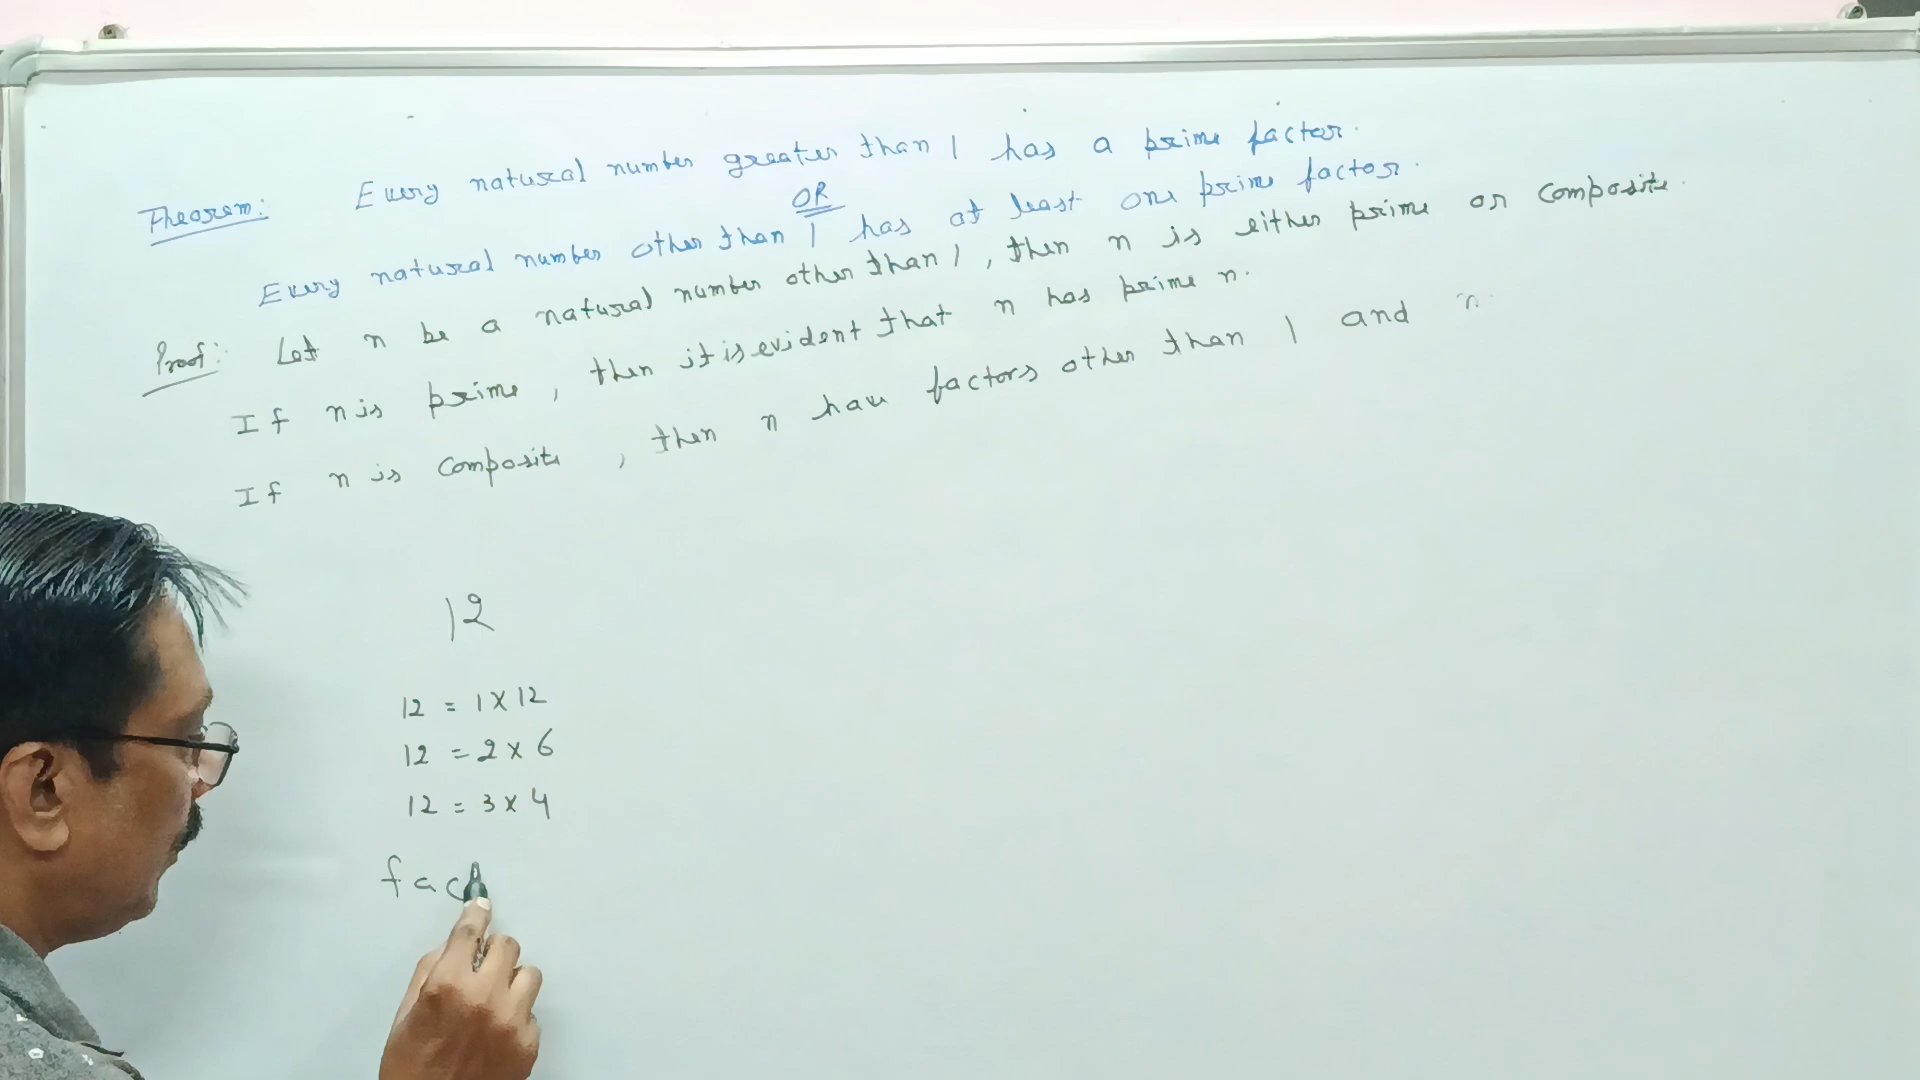 Theorem: Every natural number greater than 1 has a prime factor.
OR
Every natural number other than 1 has at least one prime factor.
Proof: Let n be a natural number other than 1, then n is either prime or composite.
If n is prime, then it is evident that n has prime n.
If n is composite, then n have factors other than 1 and n.
12
12 = 1 x 12
12 = 2 x 6
12 = 3 x 4
fac